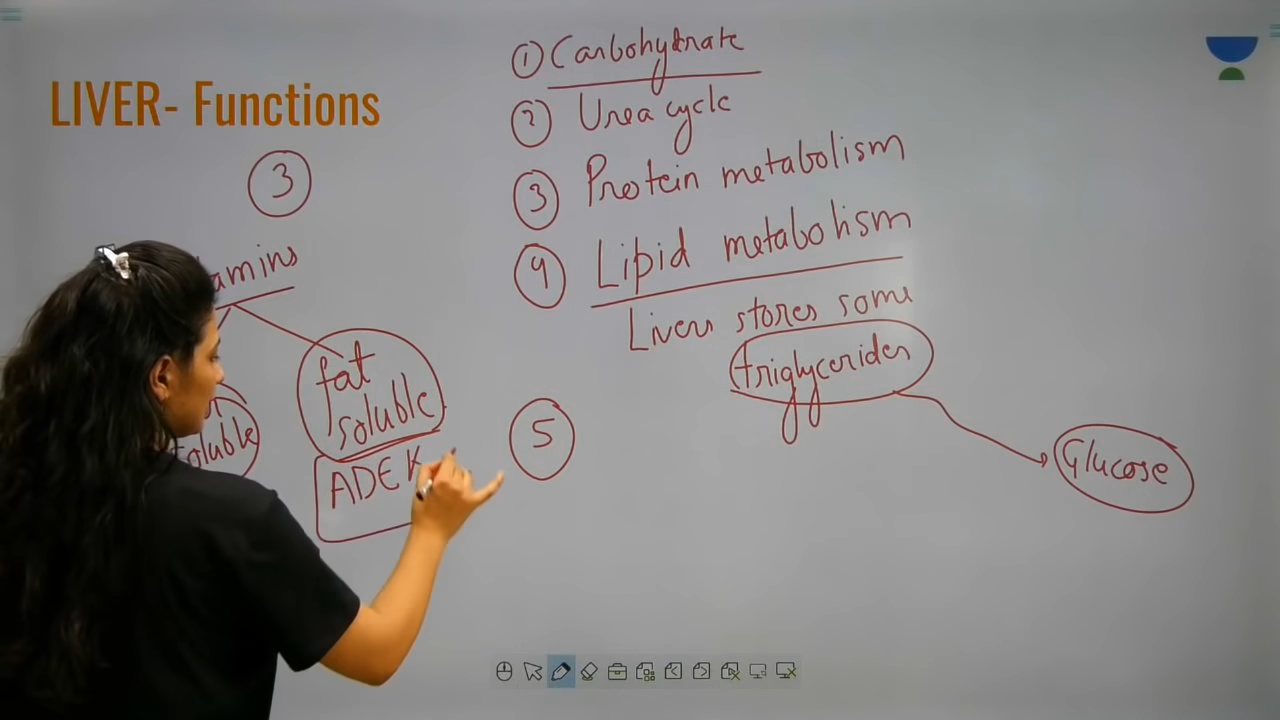 LIVER- Functions
① Carbohydrate
② Urea cycle
③ Protein metabolism
④ Lipid metabolism
Liver stores some
triglycerides
Glucose
⑤
③
fat
soluble
ADEK
soluble